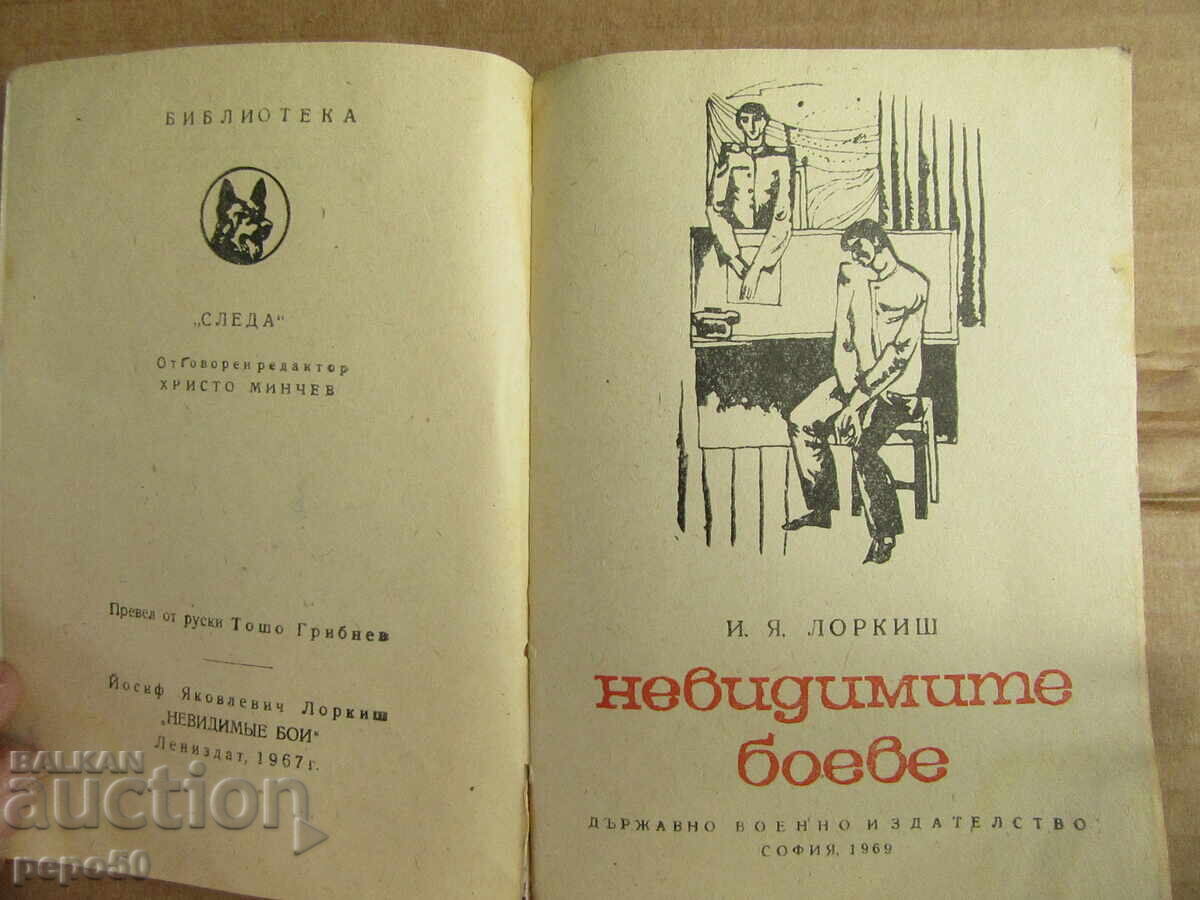 БИБЛИОТЕКА
„СЛЕДА“
Отговорен редактор
ХРИСТО МИНЧЕВ
Превел от руски Тошо Грибнев
Йосиф Яковлевич Лоркиш
„НЕВИДИМЫЕ БОИ“
Лениздат, 1967 г.
И. Я. ЛОРКИШ
невидимите
боеве
ДЪРЖАВНО ВОЕННО ИЗДАТЕЛСТВО
СОФИЯ, 1969
BALKAN
auction
pepo50